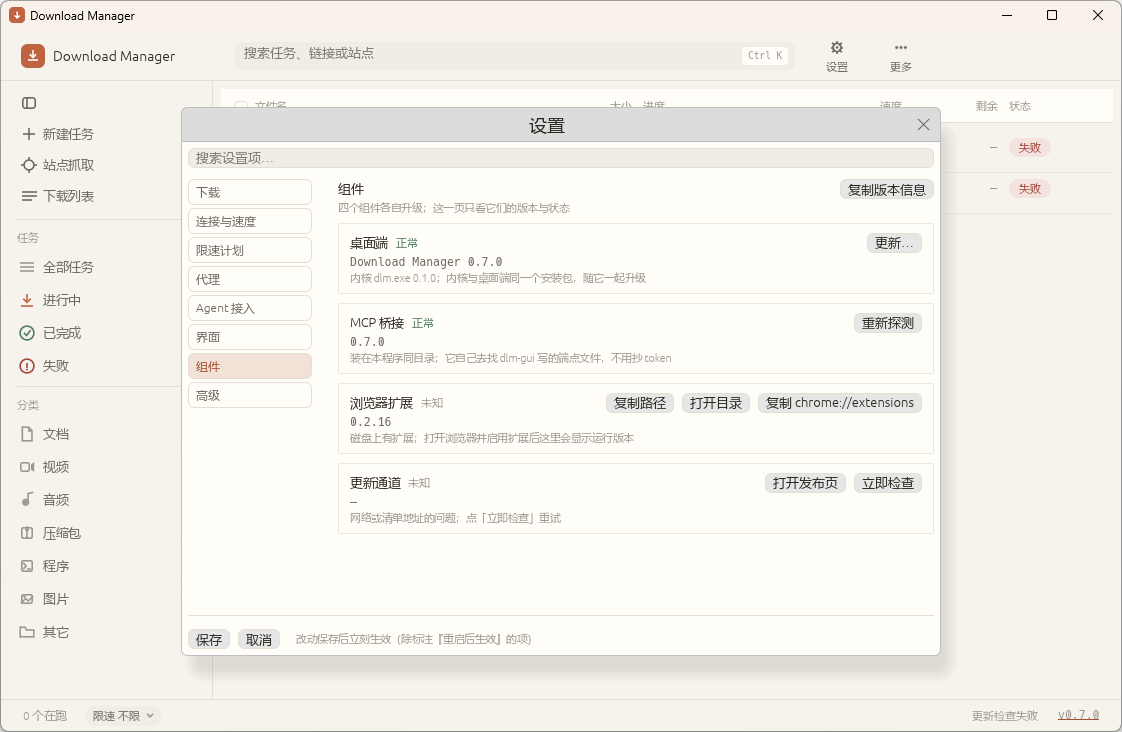 Download Manager
Download Manager
搜索任务、链接或站点
Ctrl K
设置
更多
新建任务
站点抓取
下载列表
任务
全部任务
进行中
已完成
失败
分类
文档
视频
音频
压缩包
程序
图片
其它
文件名 大小 进度 速度 剩余 状态
— 失败
— 失败
设置
搜索设置项…
下载
连接与速度
限速计划
代理
Agent 接入
界面
组件
高级
组件
复制版本信息
四个组件各自升级；这一页只看它们的版本与状态
桌面端 正常
更新…
Download Manager 0.7.0
内核 dlm.exe 0.1.0；内核与桌面端同一个安装包，随它一起升级
MCP 桥接 正常
重新探测
0.7.0
装在本程序同目录；它自己去找 dlm-gui 写的端点文件，不用抄 token
浏览器扩展 未知
复制路径 打开目录 复制 chrome://extensions
0.2.16
磁盘上有扩展；打开浏览器并启用扩展后这里会显示运行版本
更新通道 未知
打开发布页 立即检查
—
网络或清单地址的问题；点「立即检查」重试
保存 取消 改动保存后立刻生效（除标注『重启后生效』的项）
0 个在跑 限速 不限
更新检查失败 v0.7.0